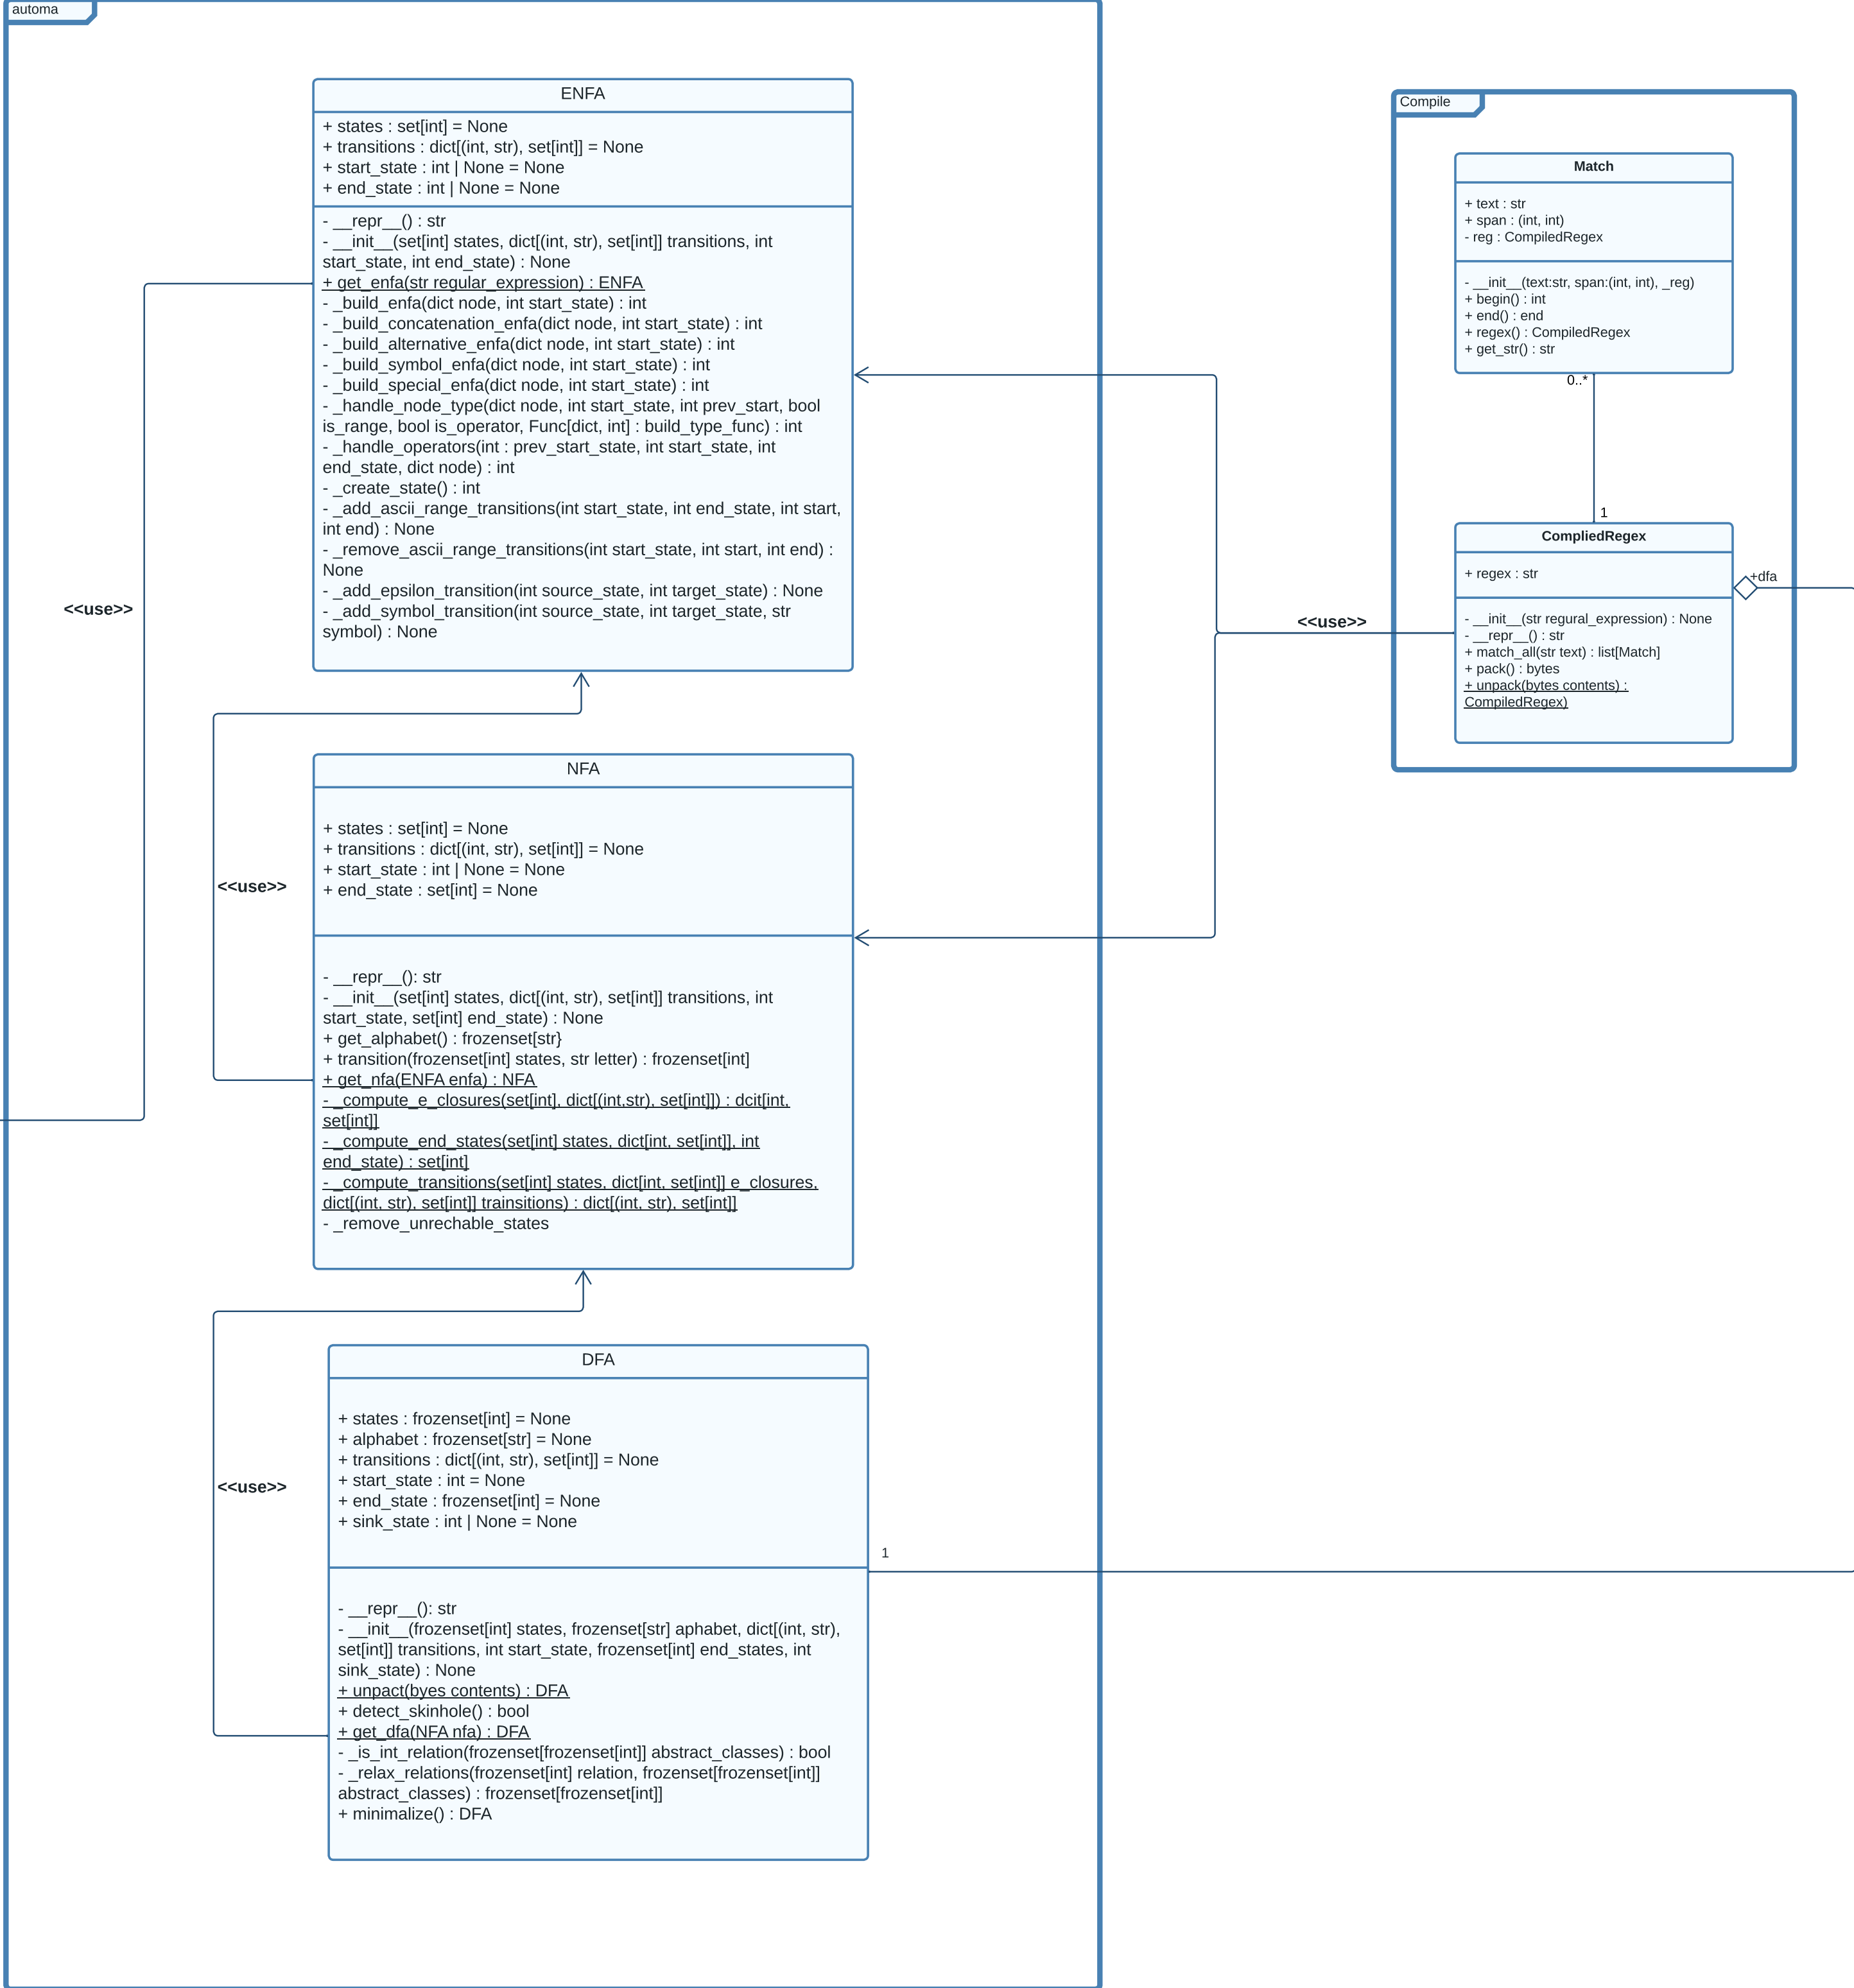 automa
ENFA
+ states : set[int] = None
+ transitions : dict[(int, str), set[int]] = None
+ start_state : int | None = None
+ end_state : int | None = None
- __repr__() : str
- __init__(set[int] states, dict[(int, str), set[int]] transitions, int
start_state, int end_state) : None
+ get_enfa(str regular_expression) : ENFA
- _build_enfa(dict node, int start_state) : int
- _build_concatenation_enfa(dict node, int start_state) : int
- _build_alternative_enfa(dict node, int start_state) : int
- _build_symbol_enfa(dict node, int start_state) : int
- _build_special_enfa(dict node, int start_state) : int
- _handle_node_type(dict node, int start_state, int prev_start, bool
is_range, bool is_operator, Func[dict, int] : build_type_func) : int
- _handle_operators(int : prev_start_state, int start_state, int
end_state, dict node) : int
- _create_state() : int
- _add_ascii_range_transitions(int start_state, int end_state, int start,
int end) : None
- _remove_ascii_range_transitions(int start_state, int start, int end) :
None
- _add_epsilon_transition(int source_state, int target_state) : None
- _add_symbol_transition(int source_state, int target_state, str
symbol) : None
<<use>>
NFA
+ states : set[int] = None
+ transitions : dict[(int, str), set[int]] = None
+ start_state : int | None = None
+ end_state : set[int] = None
<<use>>
- __repr__(): str
- __init__(set[int] states, dict[(int, str), set[int]] transitions, int
start_state, set[int] end_state) : None
+ get_alphabet() : frozenset[str}
+ transition(frozenset[int] states, str letter) : frozenset[int]
+ get_nfa(ENFA enfa) : NFA
- _compute_e_closures(set[int], dict[(int,str), set[int]]) : dcit[int,
set[int]]
- _compute_end_states(set[int] states, dict[int, set[int]], int
end_state) : set[int]
- _compute_transitions(set[int] states, dict[int, set[int]] e_closures,
dict[(int, str), set[int]] trainsitions) : dict[(int, str), set[int]]
- _remove_unrechable_states
DFA
+ states : frozenset[int] = None
+ alphabet : frozenset[str] = None
+ transitions : dict[(int, str), set[int]] = None
+ start_state : int = None
+ end_state : frozenset[int] = None
+ sink_state : int | None = None
<<use>>
1
- __repr__(): str
- __init__(frozenset[int] states, frozenset[str] aphabet, dict[(int, str),
set[int]] transitions, int start_state, frozenset[int] end_states, int
sink_state) : None
+ unpact(byes contents) : DFA
+ detect_skinhole() : bool
+ get_dfa(NFA nfa) : DFA
- _is_int_relation(frozenset[frozenset[int]] abstract_classes) : bool
- _relax_relations(frozenset[int] relation, frozenset[frozenset[int]]
abstract_classes) : frozenset[frozenset[int]]
+ minimalize() : DFA
Compile
Match
+ text : str
+ span : (int, int)
- reg : CompiledRegex
- __init__(text:str, span:(int, int), _reg)
+ begin() : int
+ end() : end
+ regex() : CompiledRegex
+ get_str() : str
0..*
1
CompliedRegex
+ regex : str
+dfa
- __init__(str regural_expression) : None
- __repr__() : str
+ match_all(str text) : list[Match]
+ pack() : bytes
+ unpack(bytes contents) :
CompiledRegex)
<<use>>